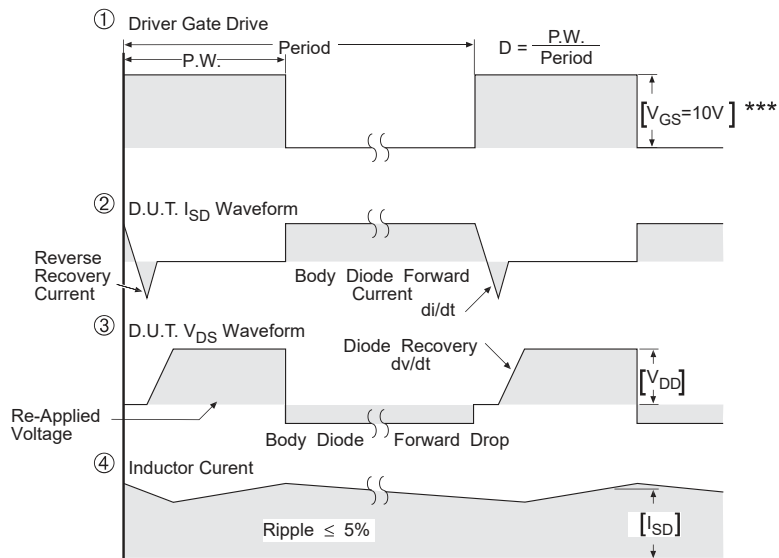 ① Driver Gate Drive
Period
P.W.
D = P.W. / Period
[VGS=10V] ***
② D.U.T. ISD Waveform
Reverse
Recovery
Current
Body Diode Forward
Current
di/dt
③ D.U.T. VDS Waveform
Diode Recovery
dv/dt
[VDD]
Re-Applied
Voltage
Body Diode Forward Drop
④ Inductor Curent
Ripple ≤ 5%
[ISD]